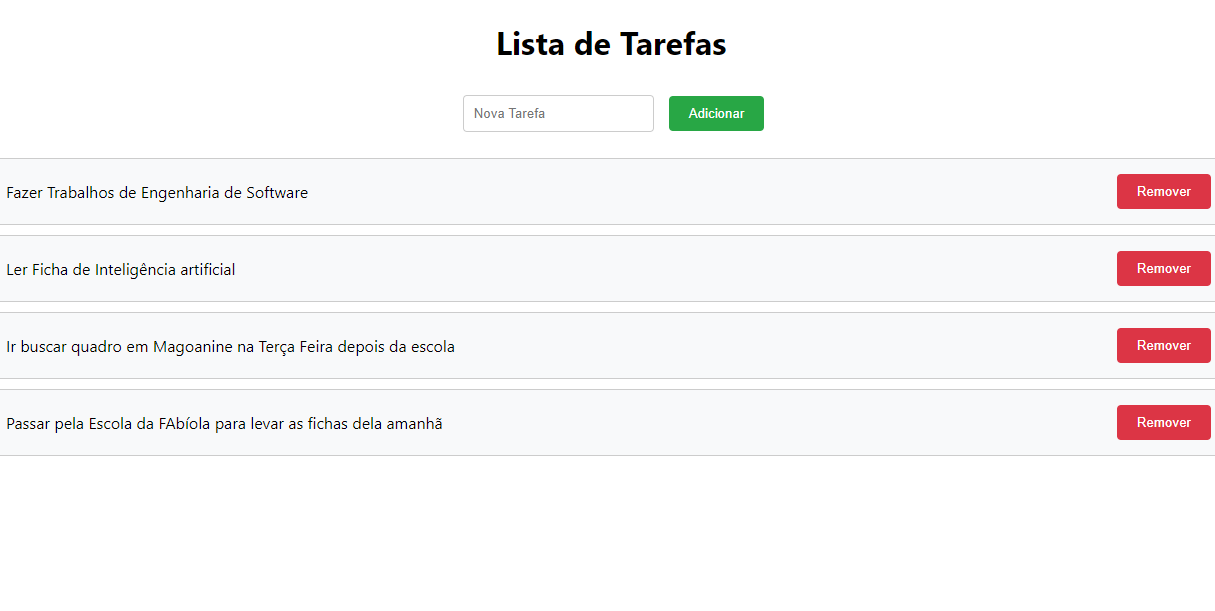 Lista de Tarefas
Nova Tarefa
Adicionar
Fazer Trabalhos de Engenharia de Software
Remover
Ler Ficha de Inteligência artificial
Remover
Ir buscar quadro em Magoanine na Terça Feira depois da escola
Remover
Passar pela Escola da FAbíola para levar as fichas dela amanhã
Remover